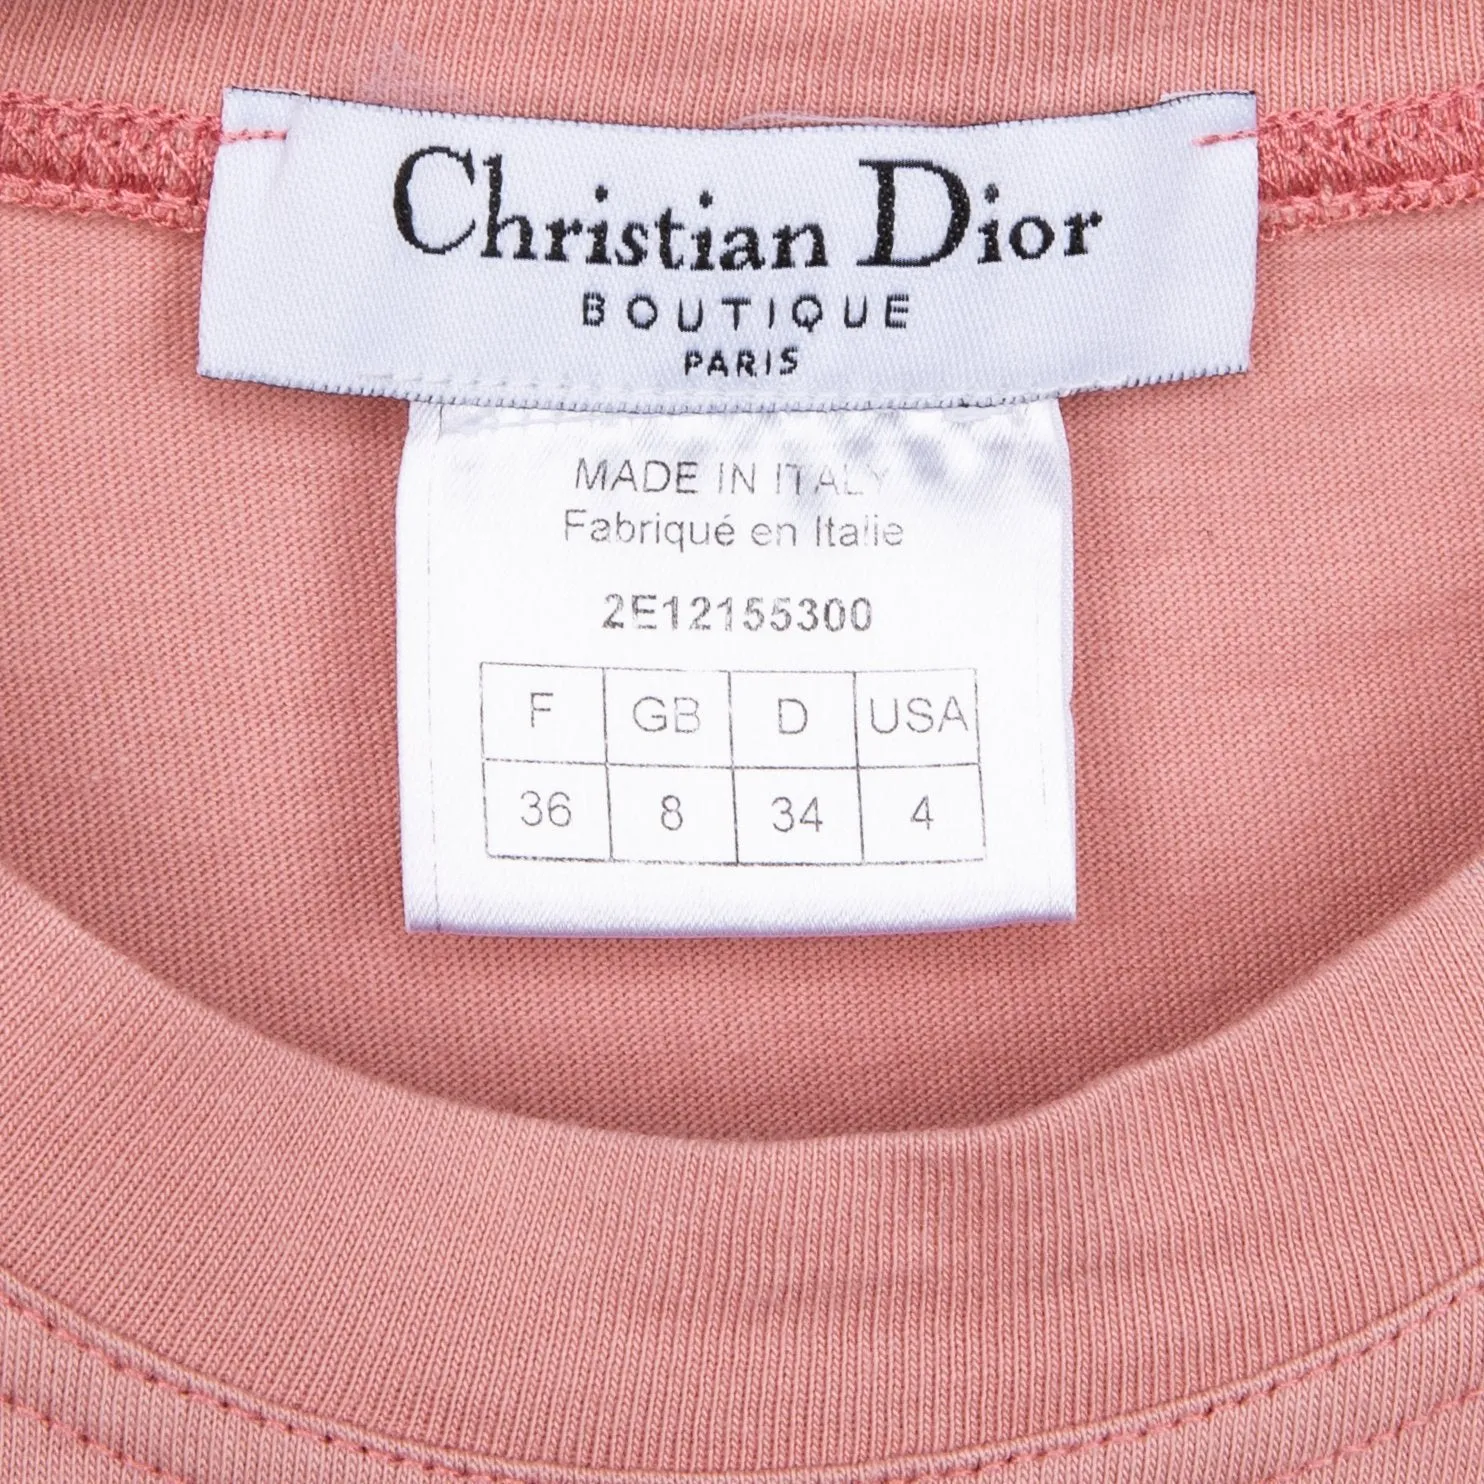 Christian Dior
BOUTIQUE
PARIS
MADE IN ITALY
Fabriqué en Italie
2E12155300
F GB D USA
36 8 34 4